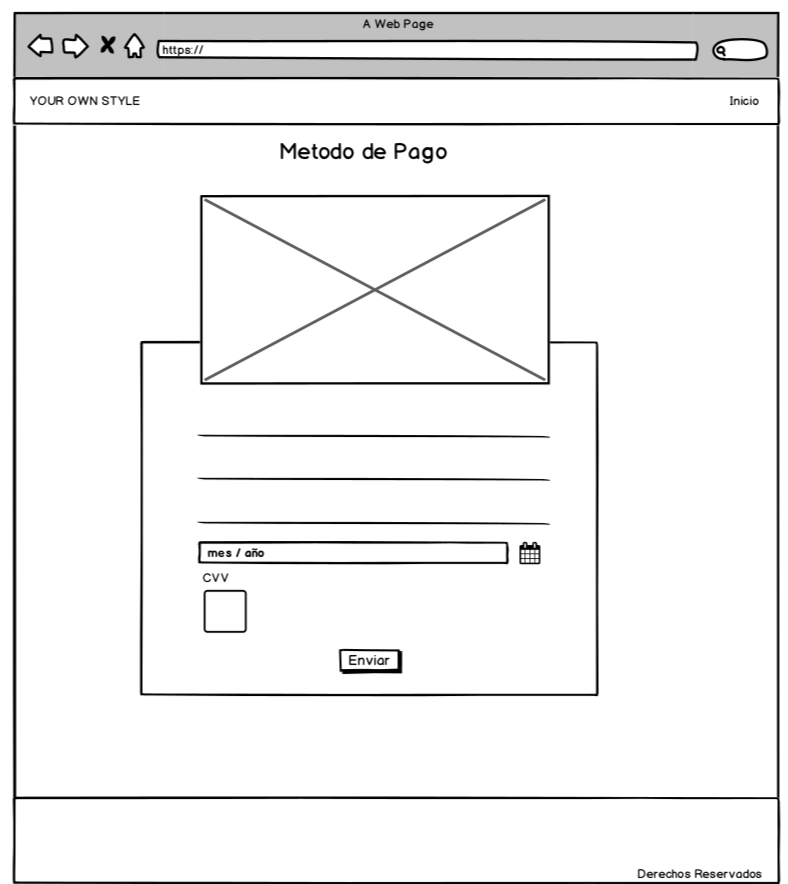 A Web Page
https://
YOUR OWN STYLE
Inicio
Metodo de Pago
mes / año
CVV
Enviar
Derechos Reservados